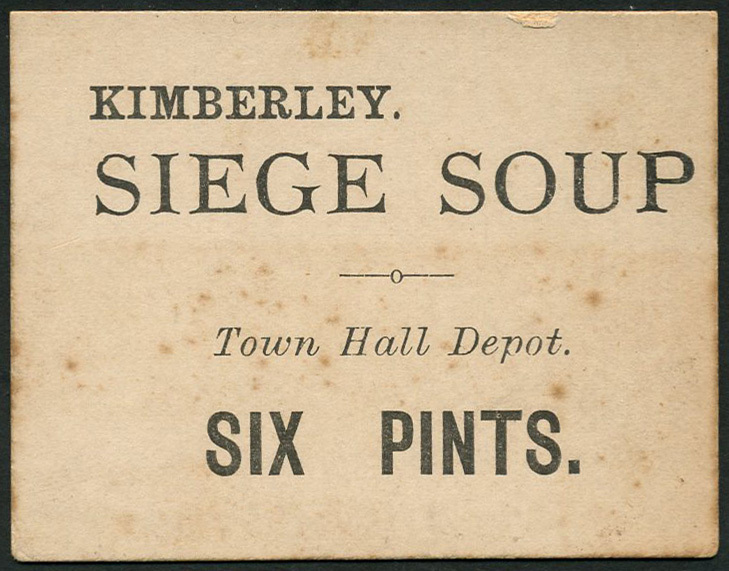 KIMBERLEY.
SIEGE SOUP
Town Hall Depot.
SIX PINTS.